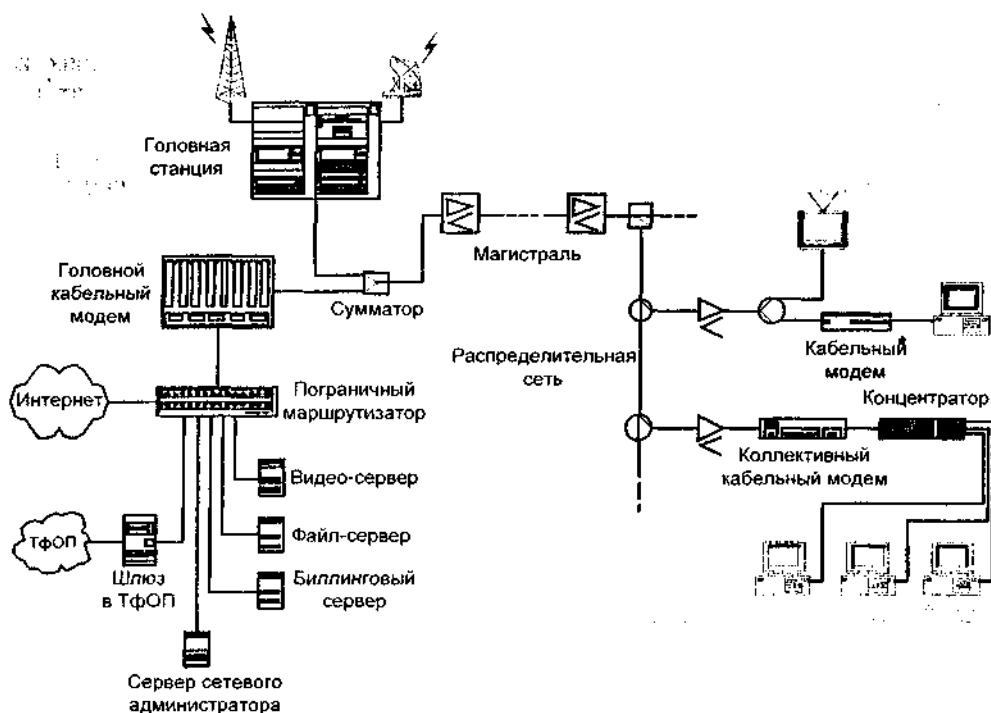 Головная
станция
Магистраль
Головной
кабельный
модем
Сумматор
Распределительная
сеть
Кабельный
модем
Интернет
Пограничный
маршрутизатор
Концентратор
Коллективный
кабельный модем
Видео-сервер
ТфОП
Файл-сервер
Шлюз
в ТфОП
Биллинговый
сервер
Сервер сетевого
администратора